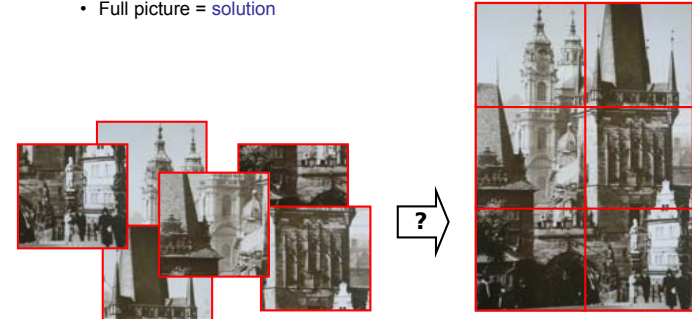 • Full picture = solution
?